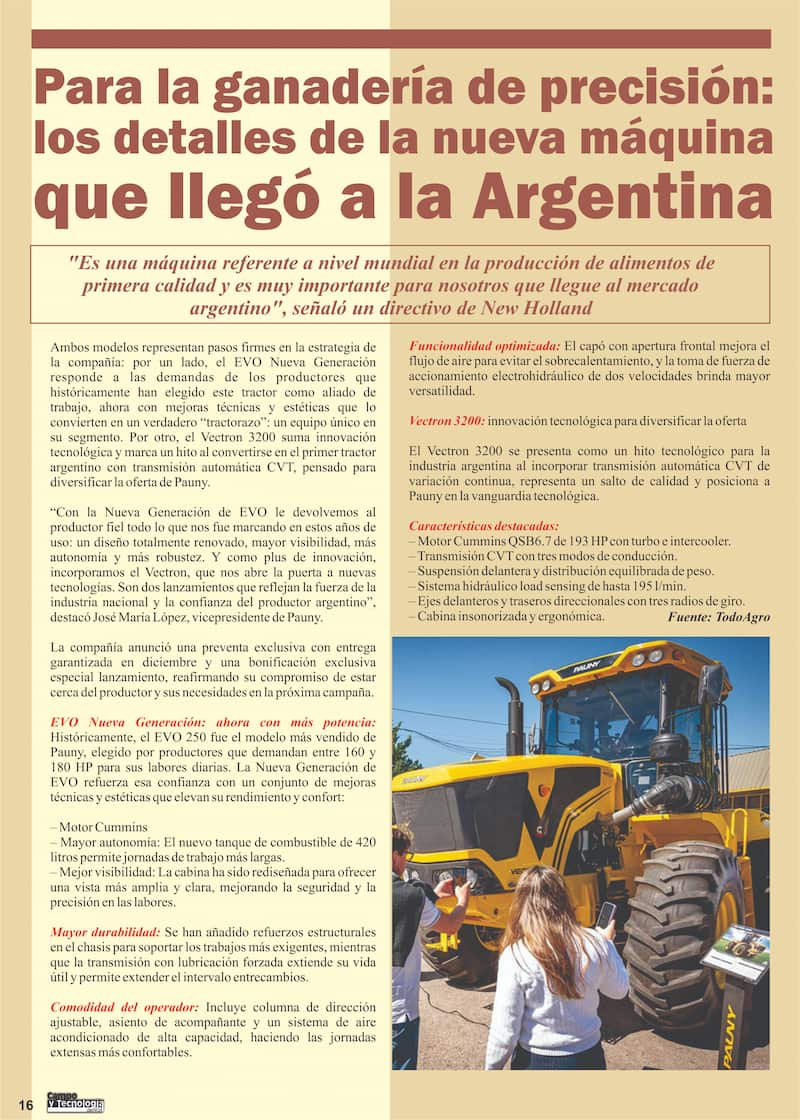 Para la ganadería de precisión:
los detalles de la nueva máquina
que llegó a la Argentina
"Es una máquina referente a nivel mundial en la producción de alimentos de
primera calidad y es muy importante para nosotros que llegue al mercado
argentino", señaló un directivo de New Holland
Ambos modelos representan pasos firmes en la estrategia de
la compañía: por un lado, el EVO Nueva Generación
responde a las demandas de los productores que
históricamente han elegido este tractor como aliado de
trabajo, ahora con mejoras técnicas y estéticas que lo
convierten en un verdadero “tractorazo”: un equipo único en
su segmento. Por otro, el Vectron 3200 suma innovación
tecnológica y marca un hito al convertirse en el primer tractor
argentino con transmisión automática CVT, pensado para
diversificar la oferta de Pauny.
“Con la Nueva Generación de EVO le devolvemos al
productor fiel todo lo que nos fue marcando en estos años de
uso: un diseño totalmente renovado, mayor visibilidad, más
autonomía y más robustez. Y como plus de innovación,
incorporamos el Vectron, que nos abre la puerta a nuevas
tecnologías. Son dos lanzamientos que reflejan la fuerza de la
industria nacional y la confianza del productor argentino”,
destacó José María López, vicepresidente de Pauny.
La compañía anunció una preventa exclusiva con entrega
garantizada en diciembre y una bonificación exclusiva
especial lanzamiento, reafirmando su compromiso de estar
cerca del productor y sus necesidades en la próxima campaña.
EVO Nueva Generación: ahora con más potencia:
Históricamente, el EVO 250 fue el modelo más vendido de
Pauny, elegido por productores que demandan entre 160 y
180 HP para sus labores diarias. La Nueva Generación de
EVO refuerza esa confianza con un conjunto de mejoras
técnicas y estéticas que elevan su rendimiento y confort:
– Motor Cummins
– Mayor autonomía: El nuevo tanque de combustible de 420
litros permite jornadas de trabajo más largas.
– Mejor visibilidad: La cabina ha sido rediseñada para ofrecer
una vista más amplia y clara, mejorando la seguridad y la
precisión en las labores.
Mayor durabilidad: Se han añadido refuerzos estructurales
en el chasis para soportar los trabajos más exigentes, mientras
que la transmisión con lubricación forzada extiende su vida
útil y permite extender el intervalo entrecambios.
Comodidad del operador: Incluye columna de dirección
ajustable, asiento de acompañante y un sistema de aire
acondicionado de alta capacidad, haciendo las jornadas
extensas más confortables.
Funcionalidad optimizada: El capó con apertura frontal mejora el
flujo de aire para evitar el sobrecalentamiento, y la toma de fuerza de
accionamiento electrohidráulico de dos velocidades brinda mayor
versatilidad.
Vectron 3200: innovación tecnológica para diversificar la oferta
El Vectron 3200 se presenta como un hito tecnológico para la
industria argentina al incorporar transmisión automática CVT de
variación continua, representa un salto de calidad y posiciona a
Pauny en la vanguardia tecnológica.
Características destacadas:
– Motor Cummins QSB6.7 de 193 HP con turbo e intercooler.
– Transmisión CVT con tres modos de conducción.
– Suspensión delantera y distribución equilibrada de peso.
– Sistema hidráulico load sensing de hasta 195 l/min.
– Ejes delanteros y traseros direccionales con tres radios de giro.
– Cabina insonorizada y ergonómica. Fuente: TodoAgro
PAUNY
PAUNY
16
Campo
y Tecnología